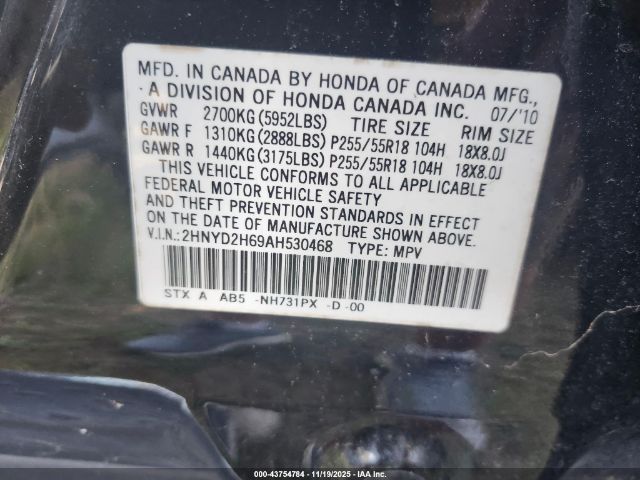 MFD. IN CANADA BY HONDA OF CANADA MFG.,
A DIVISION OF HONDA CANADA INC. 07/'10
GVWR 2700KG(5952LBS) TIRE SIZE RIM SIZE
GAWR F 1310KG(2888LBS) P255/55R18 104H 18X8.0J
GAWR R 1440KG(3175LBS) P255/55R18 104H 18X8.0J
THIS VEHICLE CONFORMS TO ALL APPLICABLE
FEDERAL MOTOR VEHICLE SAFETY
AND THEFT PREVENTION STANDARDS IN EFFECT
ON THE DATE OF MANUFACTURE SHOWN ABOVE.
V.I.N.:2HNYD2H69AH530468 TYPE: MPV
STX A AB5 -NH731PX -D-00
000-43754784 - 11/19/2025 - IAA Inc.